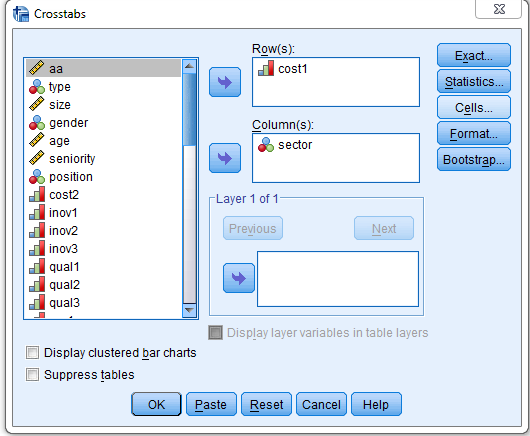 Crosstabs
aa
type
size
gender
age
seniority
position
cost2
inov1
inov2
inov3
qual1
qual2
qual3
Row(s):
cost1
Column(s):
sector
Layer 1 of 1
Previous
Next
Display layer variables in table layers
Exact...
Statistics...
Cells...
Format...
Bootstrap...
Display clustered bar charts
Suppress tables
OK
Paste
Reset
Cancel
Help